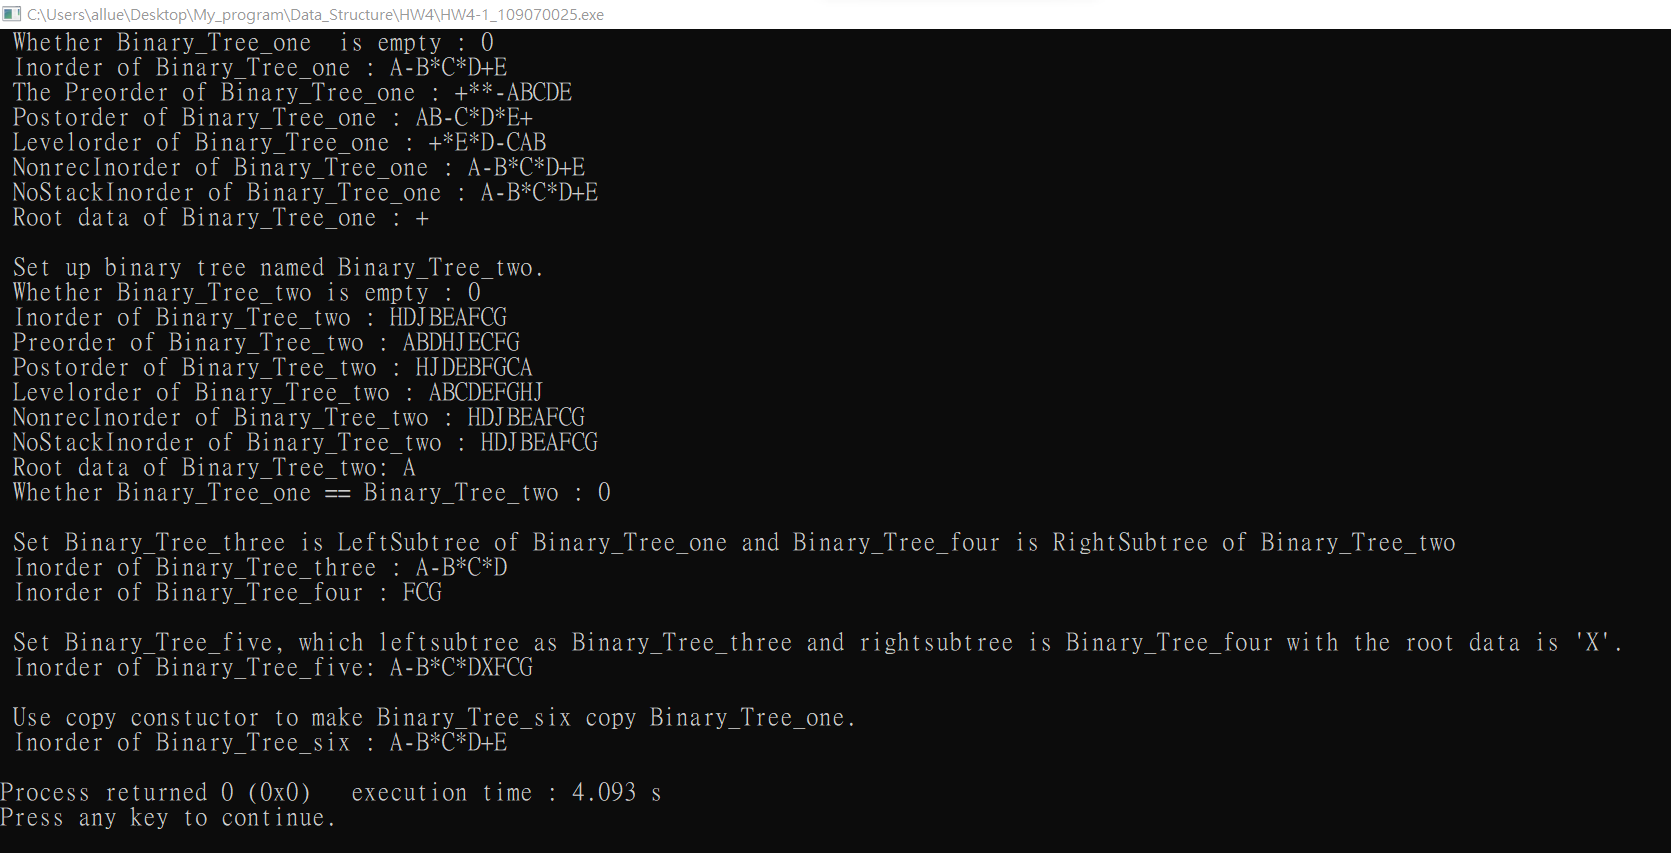 C:\Users\allue\Desktop\My_program\Data_Structure\HW4\HW4-1_109070025.exe
Whether Binary_Tree_one  is empty : 0
Inorder of Binary_Tree_one : A-B*C*D+E
The Preorder of Binary_Tree_one : +**-ABCDE
Postorder of Binary_Tree_one : AB-C*D*E+
Levelorder of Binary_Tree_one : +*E*D-CAB
NonrecInorder of Binary_Tree_one : A-B*C*D+E
NoStackInorder of Binary_Tree_one : A-B*C*D+E
Root data of Binary_Tree_one : +
Set up binary tree named Binary_Tree_two.
Whether Binary_Tree_two is empty : 0
Inorder of Binary_Tree_two : HDJBEAFCG
Preorder of Binary_Tree_two : ABDHJECFG
Postorder of Binary_Tree_two : HJDEBFGCA
Levelorder of Binary_Tree_two : ABCDEFGHJ
NonrecInorder of Binary_Tree_two : HDJBEAFCG
NoStackInorder of Binary_Tree_two : HDJBEAFCG
Root data of Binary_Tree_two: A
Whether Binary_Tree_one == Binary_Tree_two : 0
Set Binary_Tree_three is LeftSubtree of Binary_Tree_one and Binary_Tree_four is RightSubtree of Binary_Tree_two
Inorder of Binary_Tree_three : A-B*C*D
Inorder of Binary_Tree_four : FCG
Set Binary_Tree_five, which leftsubtree as Binary_Tree_three and rightsubtree is Binary_Tree_four with the root data is 'X'.
Inorder of Binary_Tree_five: A-B*C*DXFCG
Use copy constuctor to make Binary_Tree_six copy Binary_Tree_one.
Inorder of Binary_Tree_six : A-B*C*D+E
Process returned 0 (0x0)   execution time : 4.093 s
Press any key to continue.